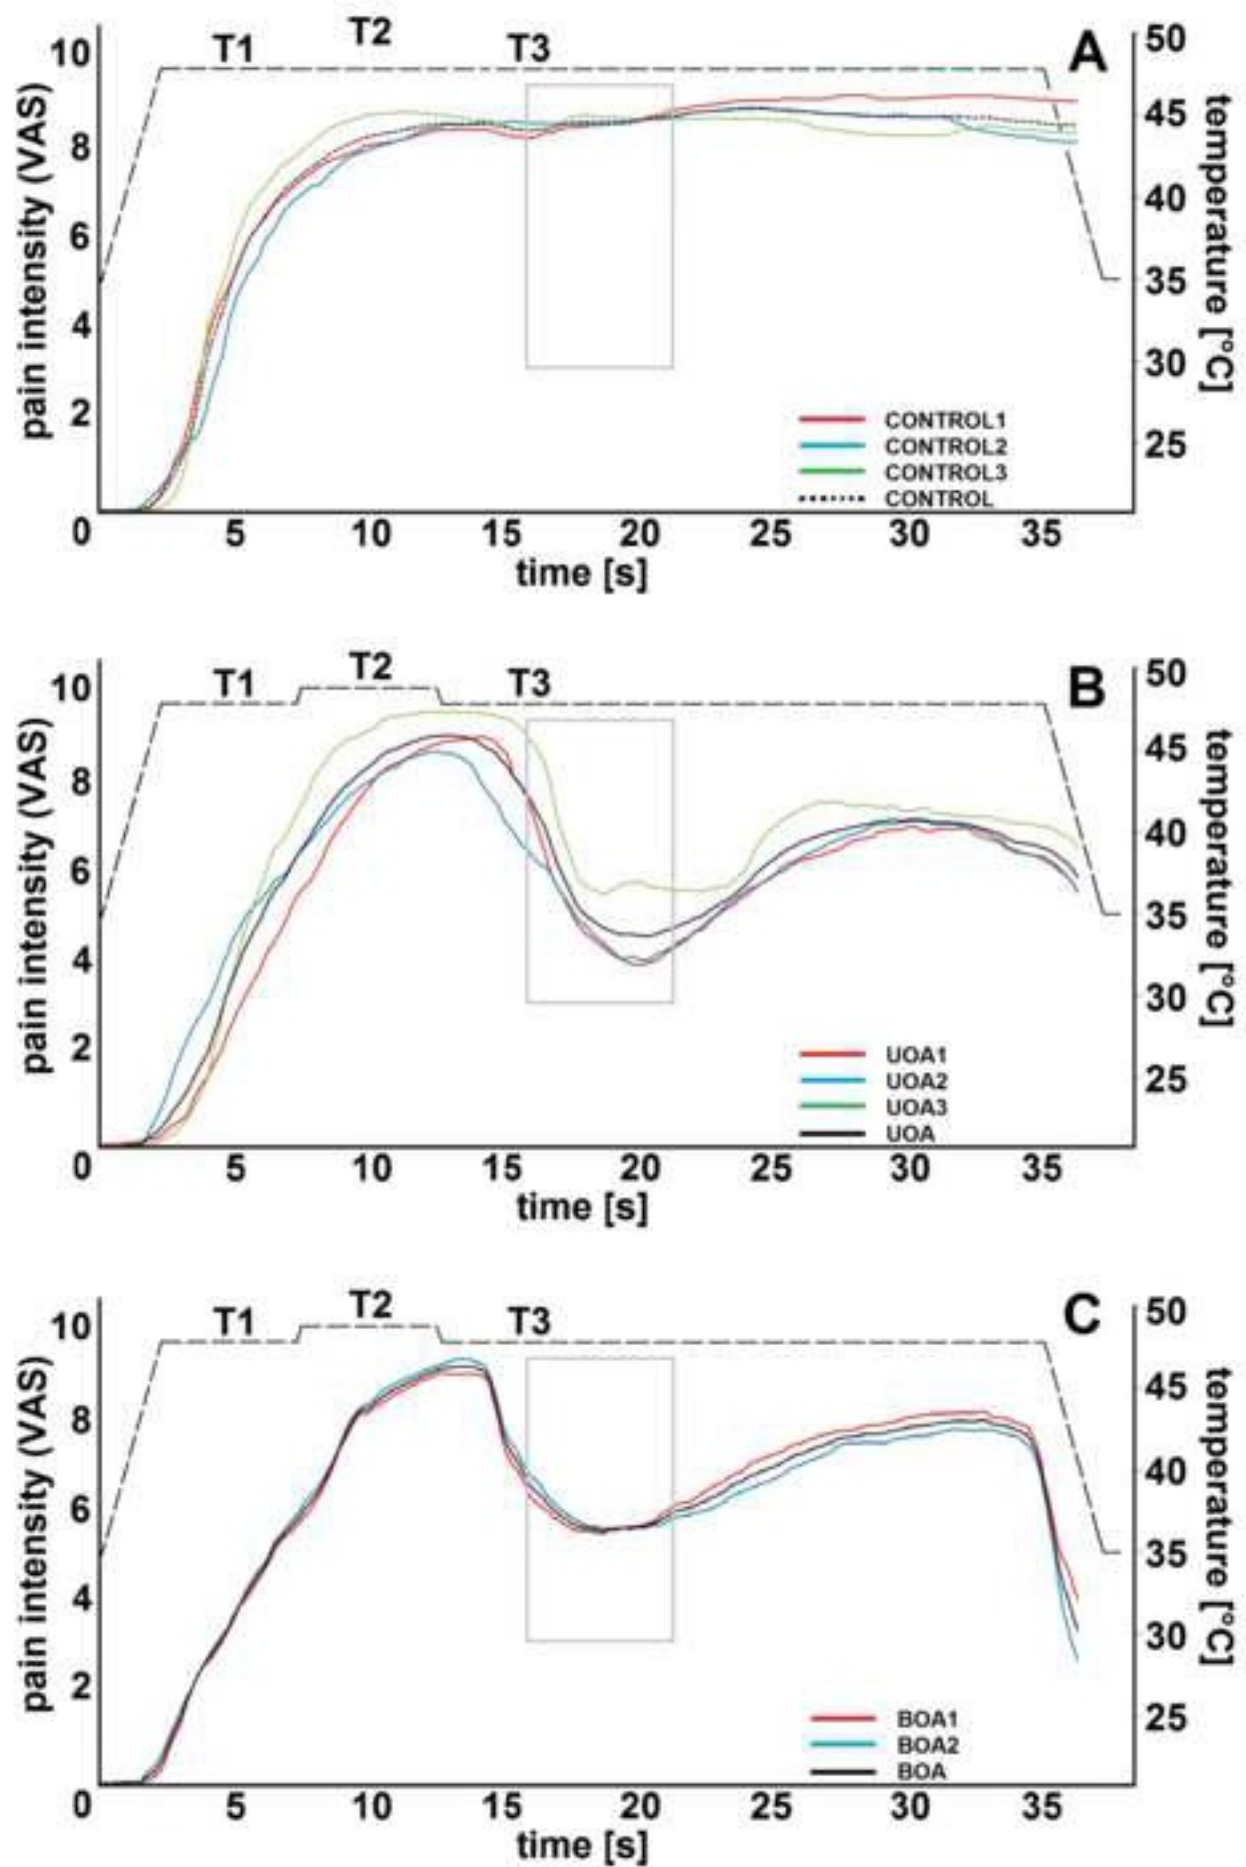 T1 T2 T3 A
pain intensity (VAS)
10
8
6
4
2
0
50
45
40
35
30
25
temperature [°C]
CONTROL1
CONTROL2
CONTROL3
CONTROL
5 10 15 20 25 30 35
time [s]
T1 T2 T3 B
pain intensity (VAS)
10
8
6
4
2
0
50
45
40
35
30
25
temperature [°C]
UOA1
UOA2
UOA3
UOA
5 10 15 20 25 30 35
time [s]
T1 T2 T3 C
pain intensity (VAS)
10
8
6
4
2
0
50
45
40
35
30
25
temperature [°C]
BOA1
BOA2
BOA
5 10 15 20 25 30 35
time [s]